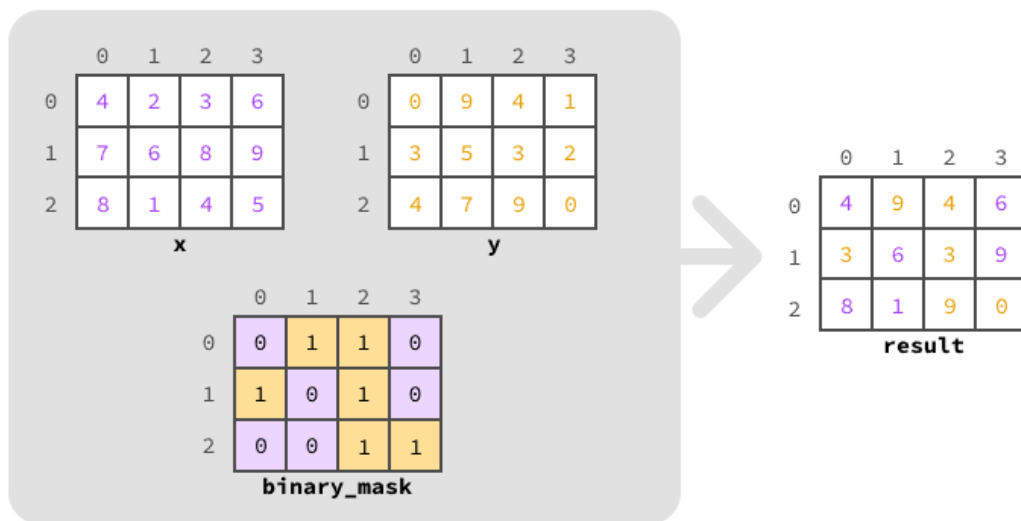 0 1 2 3
0 4 2 3 6
1 7 6 8 9
2 8 1 4 5
x
0 1 2 3
0 0 9 4 1
1 3 5 3 2
2 4 7 9 0
y
0 1 2 3
0 0 1 1 0
1 1 0 1 0
2 0 0 1 1
binary_mask
0 1 2 3
0 4 9 4 6
1 3 6 3 9
2 8 1 9 0
result